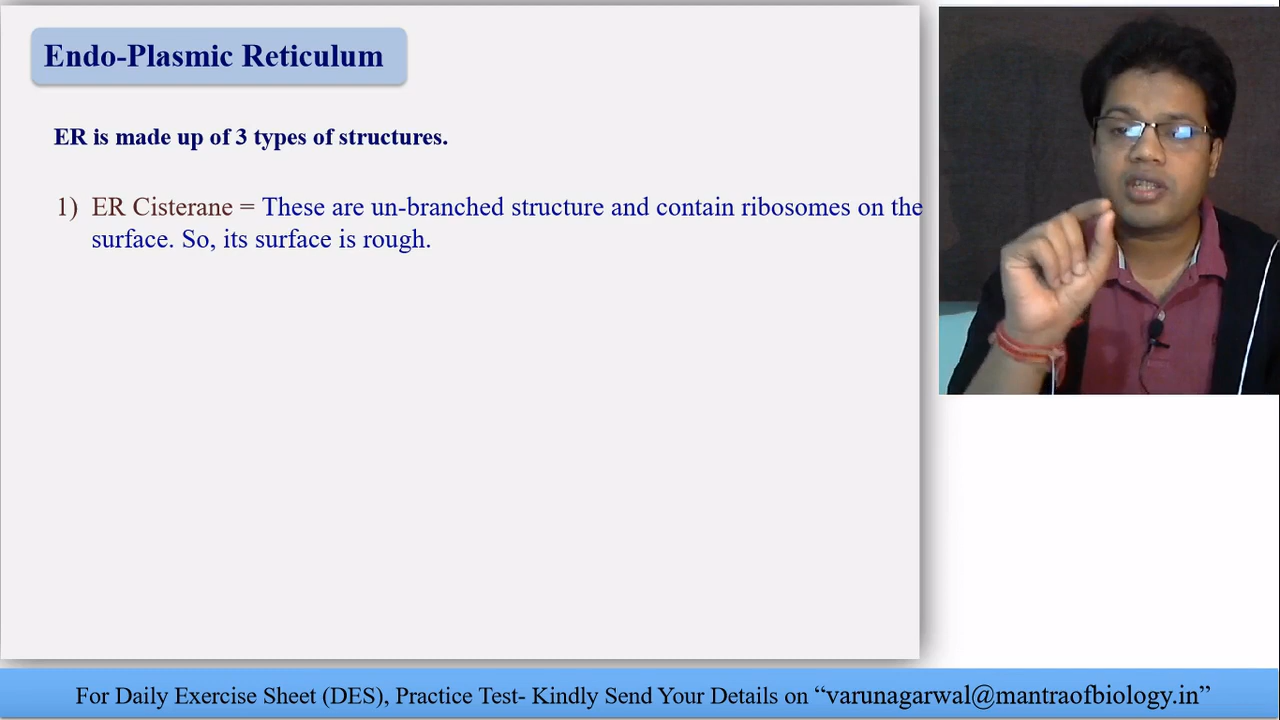 Endo-Plasmic Reticulum
ER is made up of 3 types of structures.
1) ER Cisterane = These are un-branched structure and contain ribosomes on the
surface. So, its surface is rough.
For Daily Exercise Sheet (DES), Practice Test- Kindly Send Your Details on “varunagarwal@mantraofbiology.in”